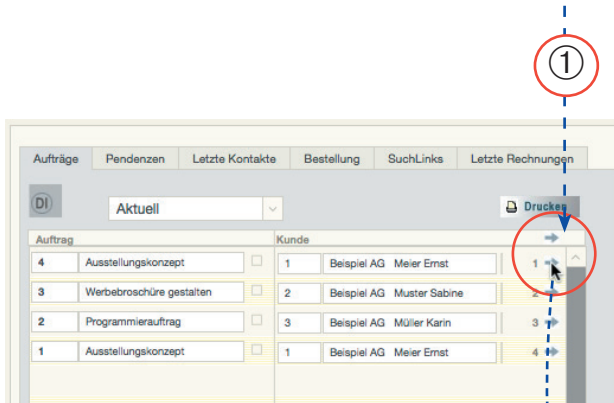 ①
Aufträge Pendenzen Letzte Kontakte Bestellung SuchLinks Letzte Rechnungen
DI Aktuell Drucken
Auftrag Kunde
4 Ausstellungskonzept 1 Beispiel AG Meier Ernst 1
3 Werbebroschüre gestalten 2 Beispiel AG Muster Sabine 2
2 Programmierauftrag 3 Beispiel AG Müller Karin 3
1 Ausstellungskonzept 1 Beispiel AG Meier Ernst 4